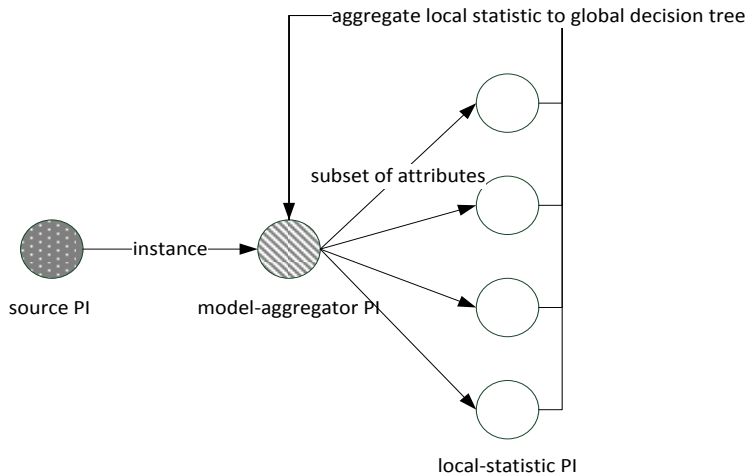 aggregate local statistic to global decision tree
subset of attributes
instance
source PI
model-aggregator PI
local-statistic PI